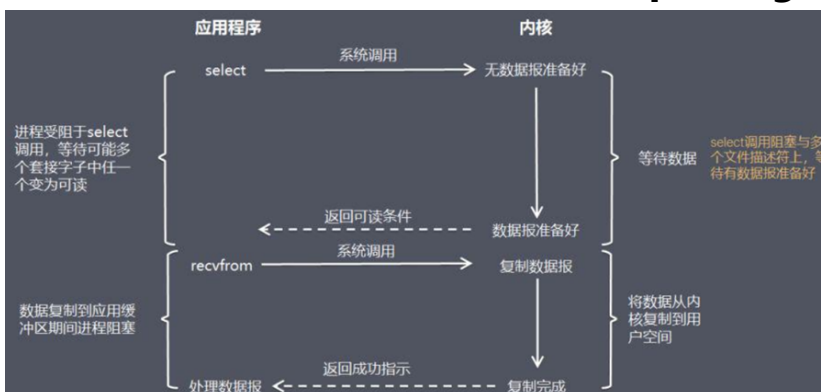 应用程序
内核
系统调用
select
无数据报准备好
进程受阻于select
调用，等待可能多
个套接字子中任一
个变为可读
等待数据
select调用阻塞与多
个文件描述符上，等
待有数据报准备好
返回可读条件
数据报准备好
系统调用
recvfrom
复制数据报
数据复制到应用缓
冲区期间进程阻塞
将数据从内
核复制到用
户空间
返回成功指示
处理数据报
复制完成